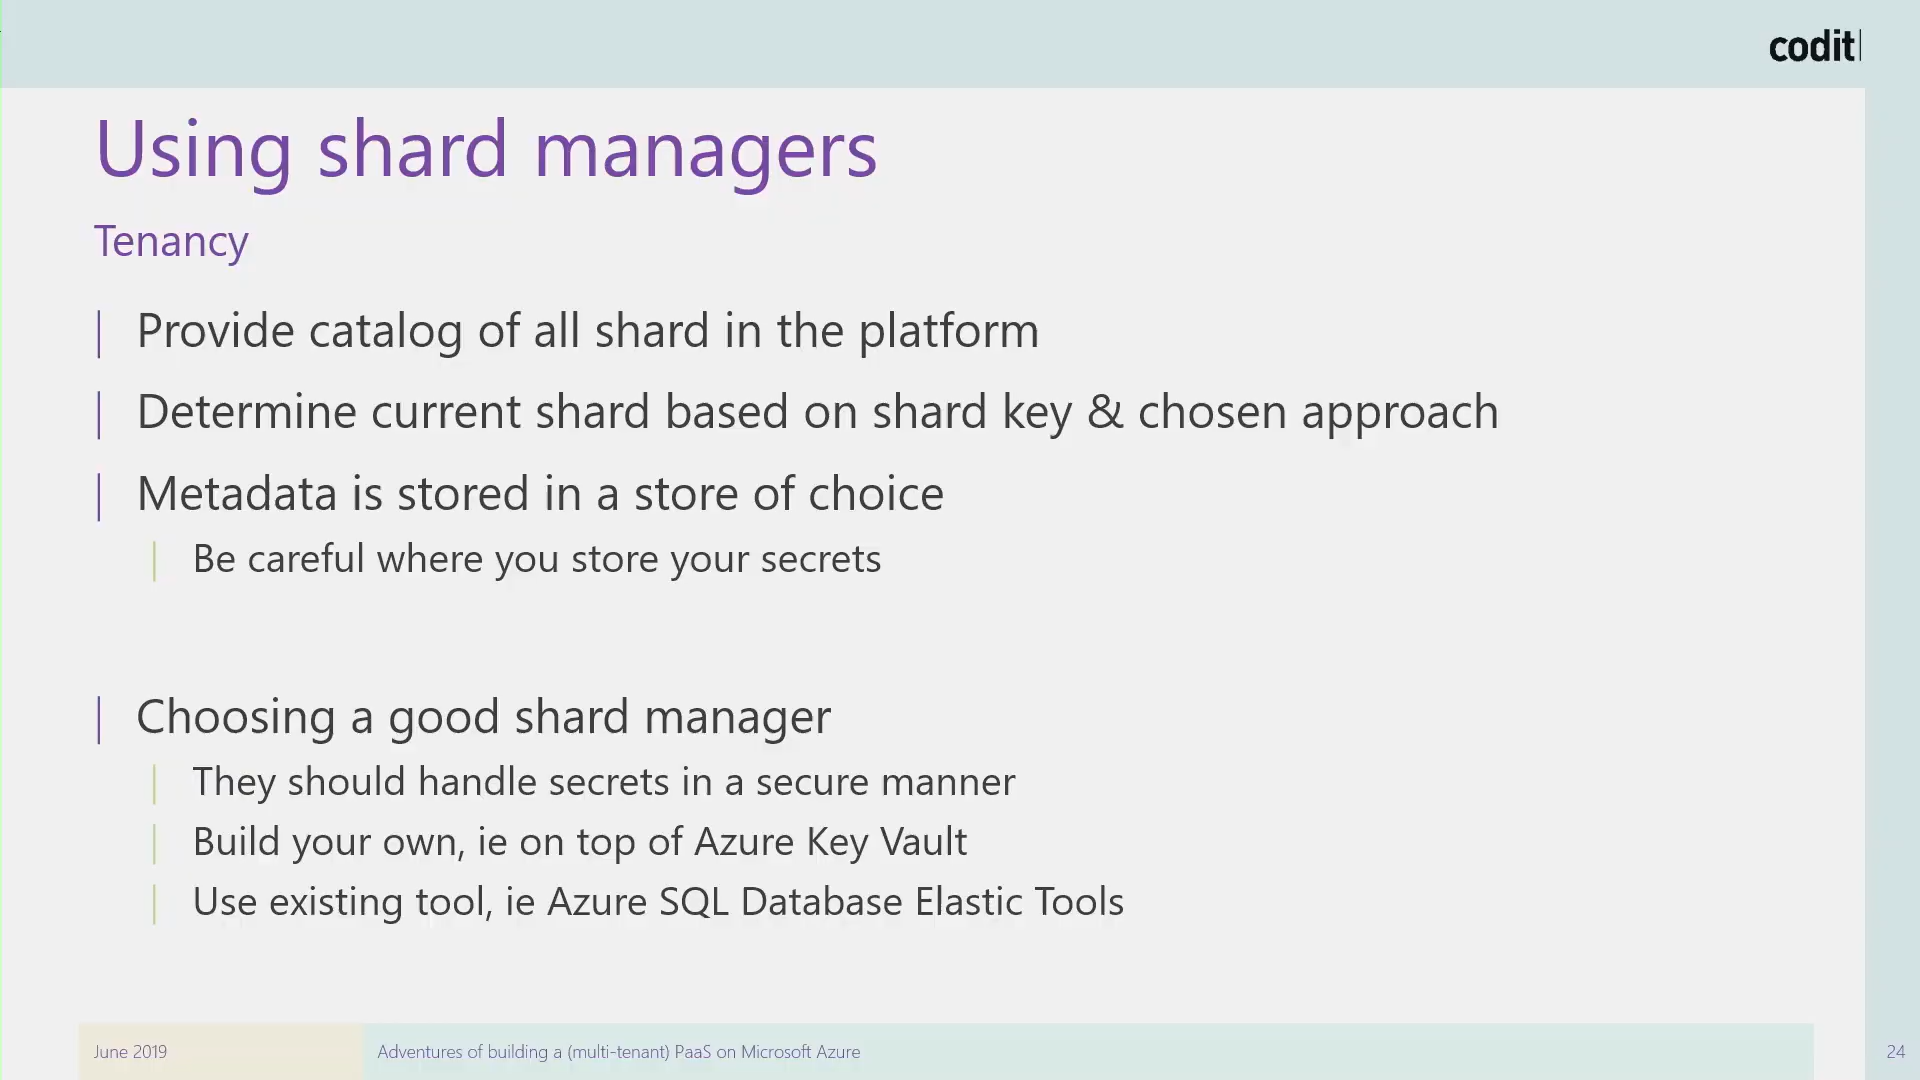 codit
Using shard managers
Tenancy
Provide catalog of all shard in the platform
Determine current shard based on shard key & chosen approach
Metadata is stored in a store of choice
Be careful where you store your secrets
Choosing a good shard manager
They should handle secrets in a secure manner
Build your own, ie on top of Azure Key Vault
Use existing tool, ie Azure SQL Database Elastic Tools
June 2019
Adventures of building a (multi-tenant) PaaS on Microsoft Azure
24